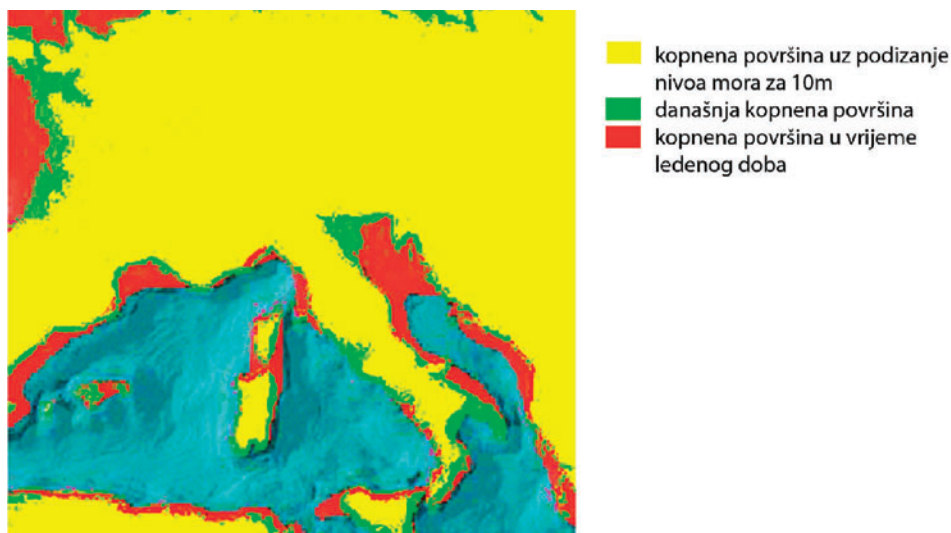 kopnena površina uz podizanje
nivoa mora za 10m
današnja kopnena površina
kopnena površina u vrijeme
ledenog doba